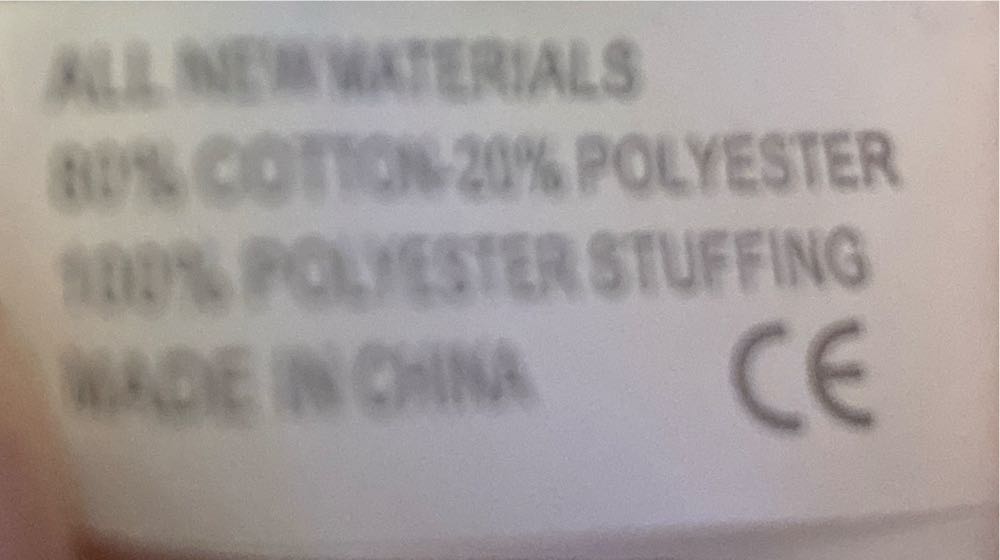 ALL NEW MATERIALS
80% COTTON-20% POLYESTER
100% POLYESTER STUFFING
MADE IN CHINA CE